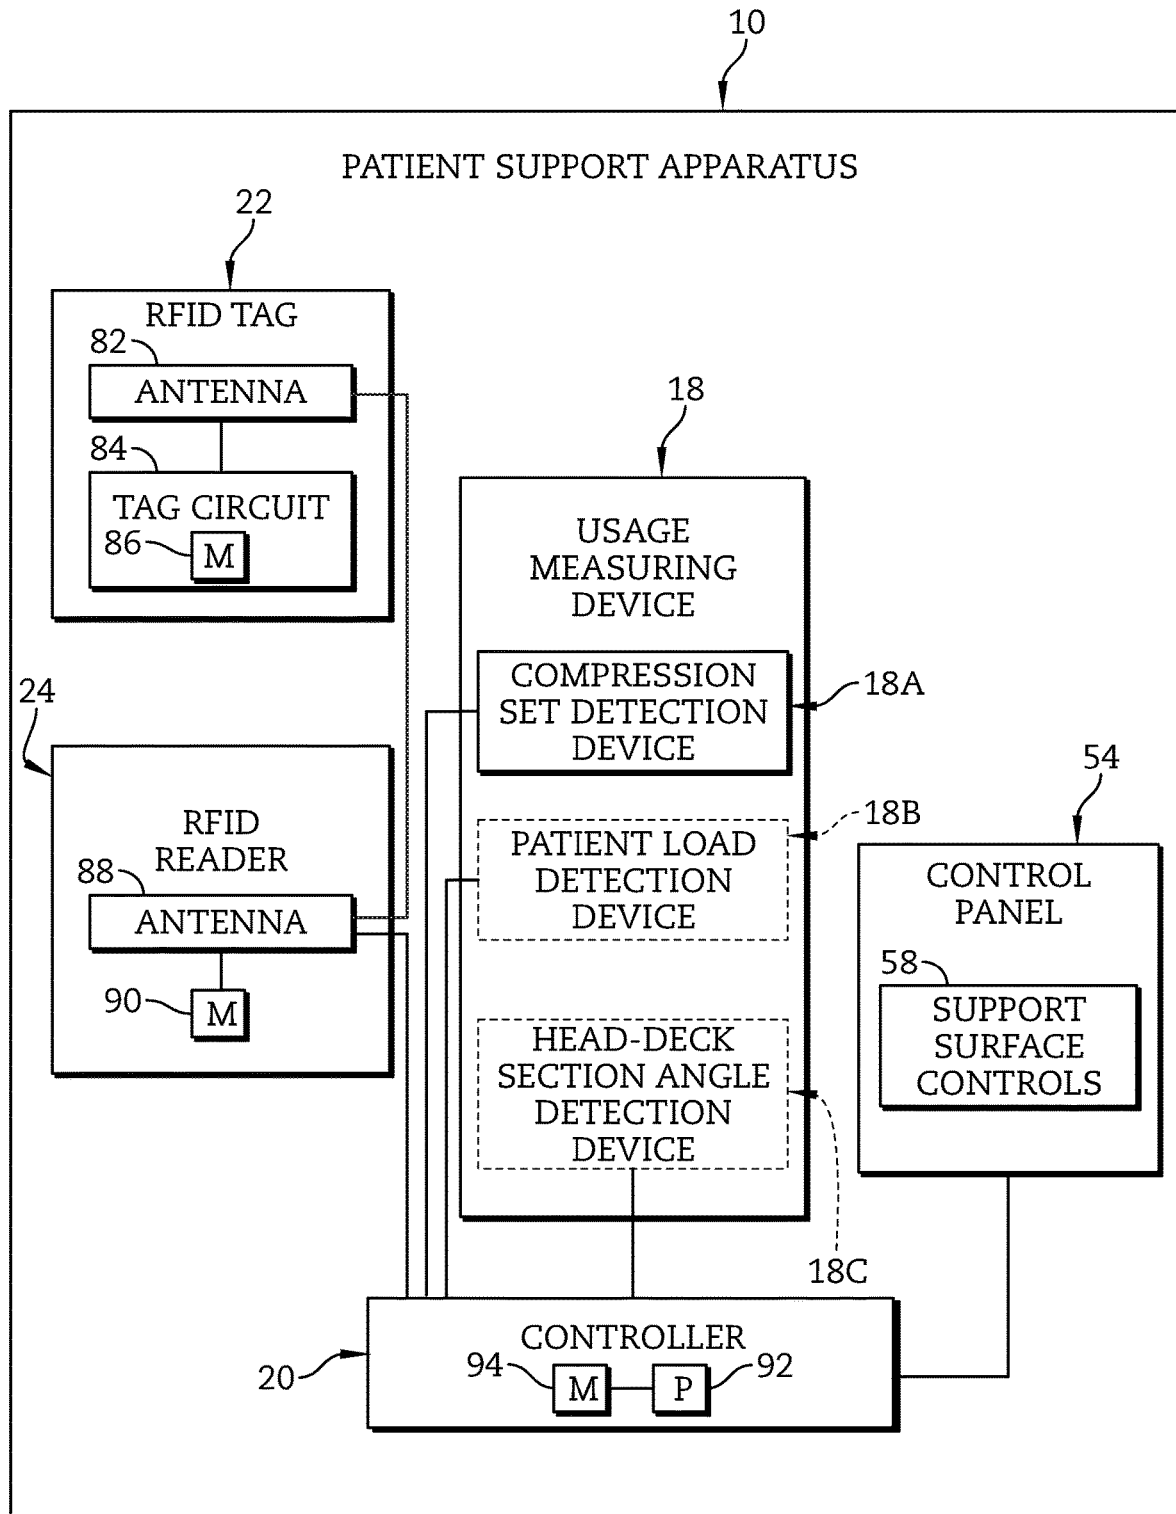 10
PATIENT SUPPORT APPARATUS
22
RFID TAG
82
ANTENNA
84
TAG CIRCUIT
86
M
18
USAGE
MEASURING
DEVICE
COMPRESSION
SET DETECTION
DEVICE
18A
24
RFID
READER
88
ANTENNA
90
M
PATIENT LOAD
DETECTION
DEVICE
18B
54
CONTROL
PANEL
58
SUPPORT
SURFACE
CONTROLS
HEAD-DECK
SECTION ANGLE
DETECTION
DEVICE
18C
CONTROLLER
20
94
M
P
92